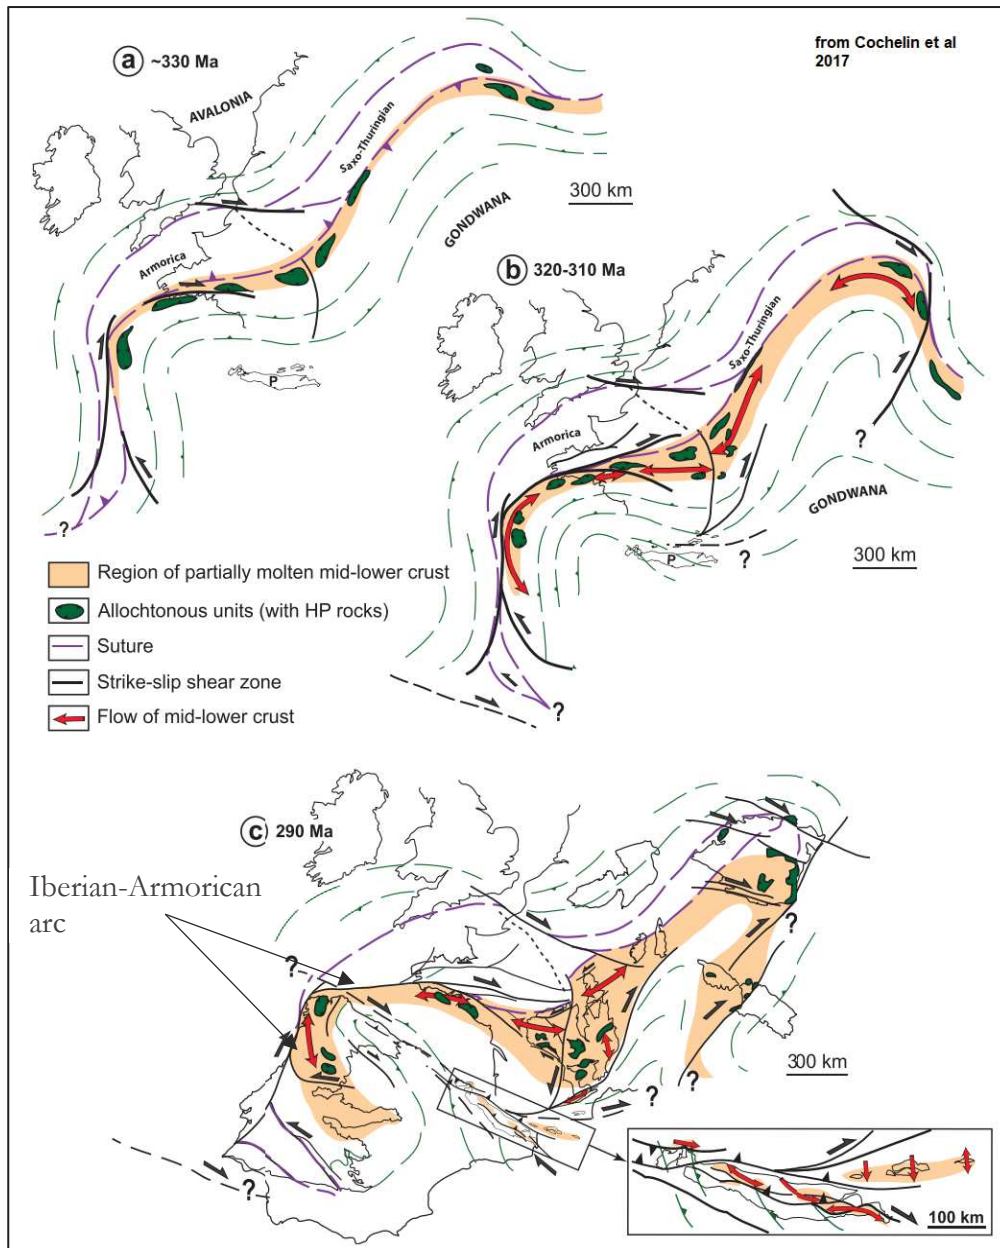 from Cochelin et al
2017
a ~330 Ma
AVALONIA
Saxo-Thuringian
GONDWANA
300 km
Armorica
P
?
b 320-310 Ma
Saxo-Thuringian
Armorica
?
GONDWANA
?
P
300 km
?
Region of partially molten mid-lower crust
Allochtonous units (with HP rocks)
Suture
Strike-slip shear zone
Flow of mid-lower crust
c 290 Ma
Iberian-Armorican
arc
?
?
300 km
?
?
?
100 km